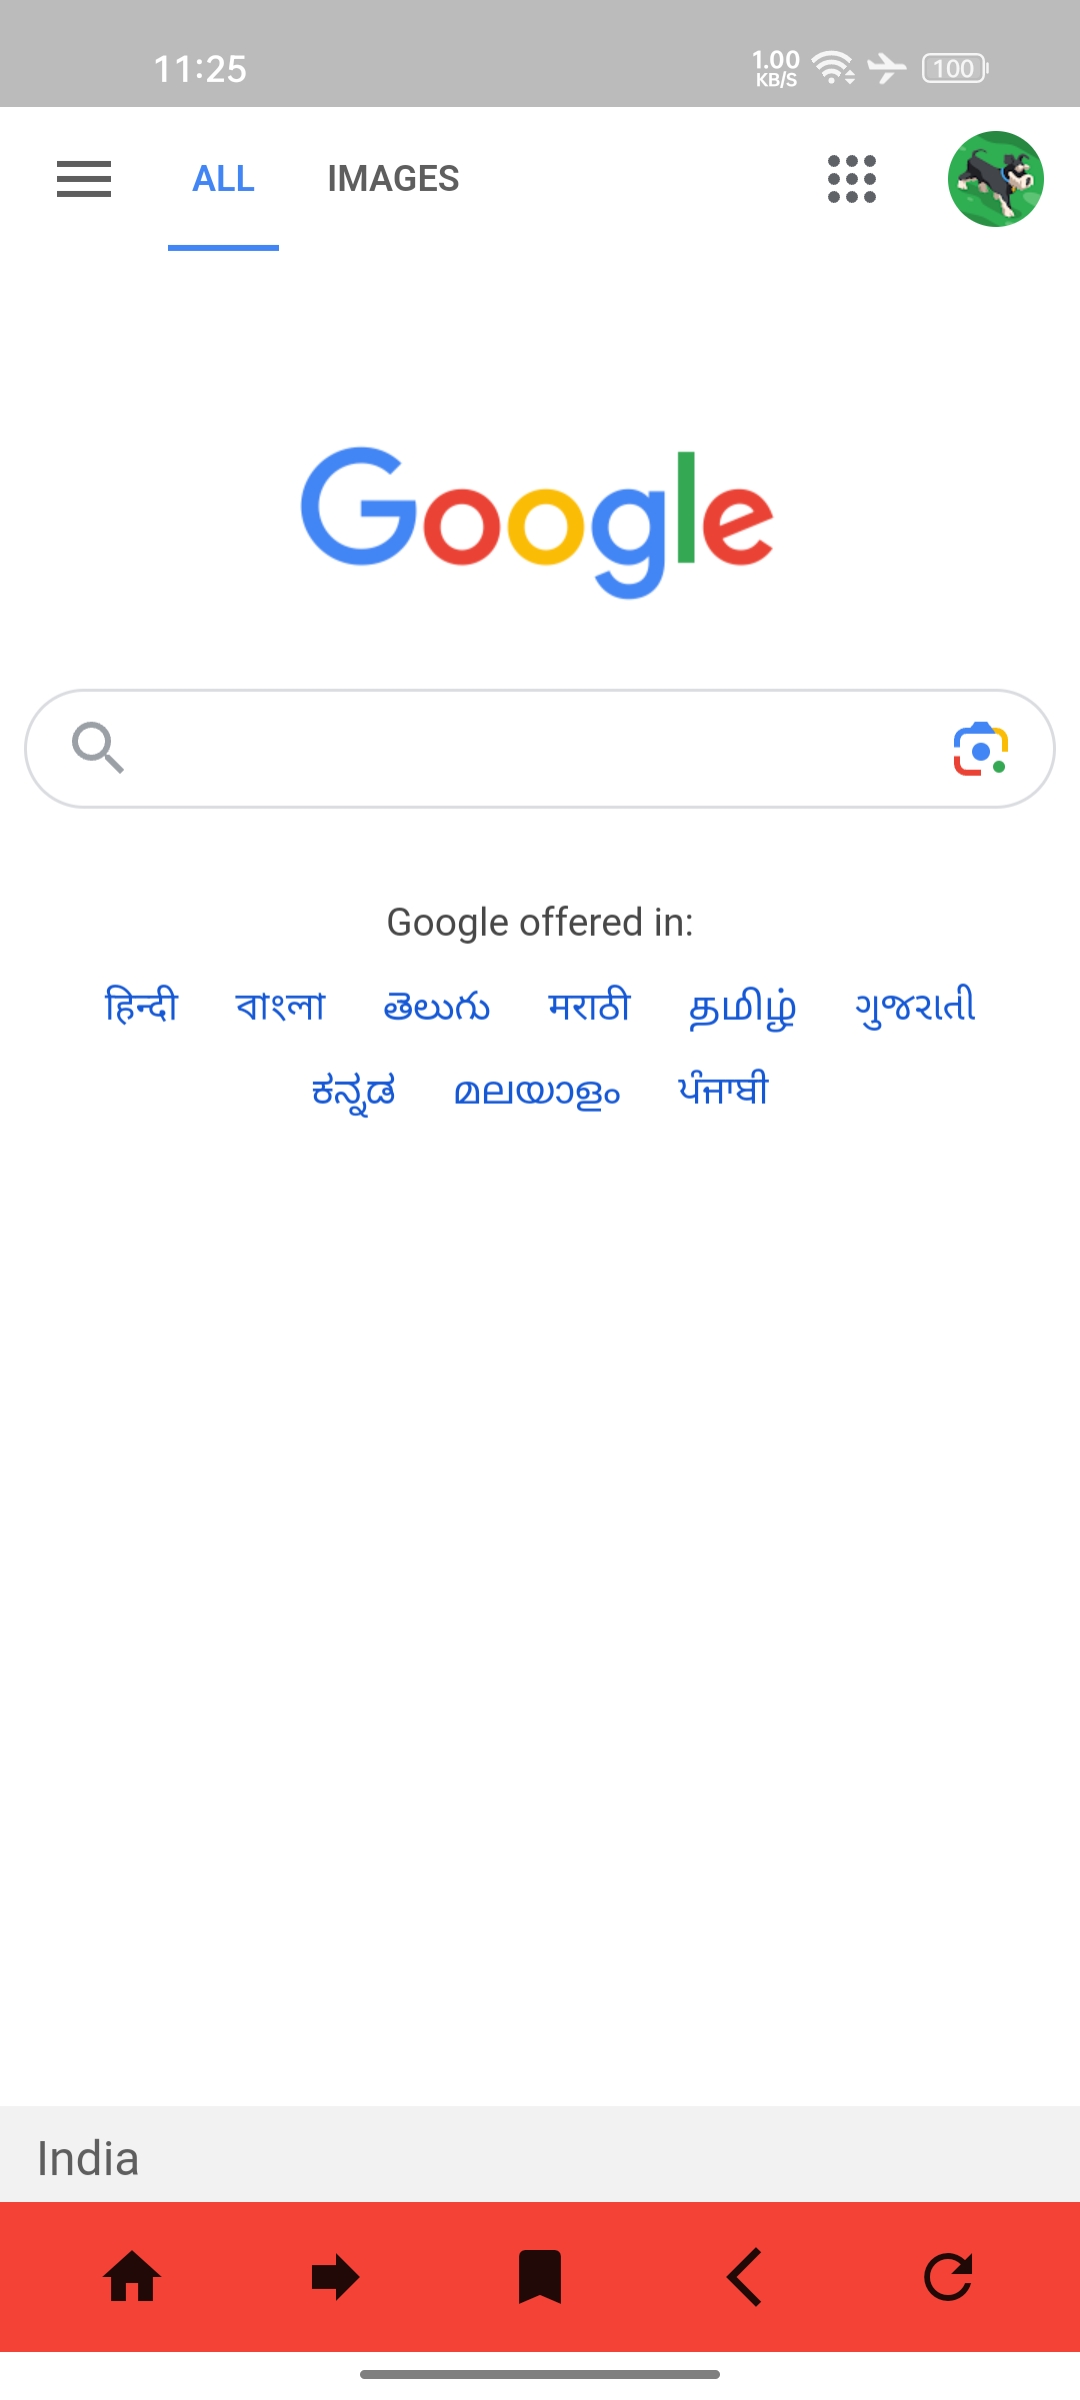 11:25 1.00 KB/S 100
ALL IMAGES
Google
Google offered in:
हिन्दी বাংলা తెలుగు मराठी தமிழ் ગુજરાતી
ಕನ್ನಡ മലയാളം ਪੰਜਾਬੀ
India